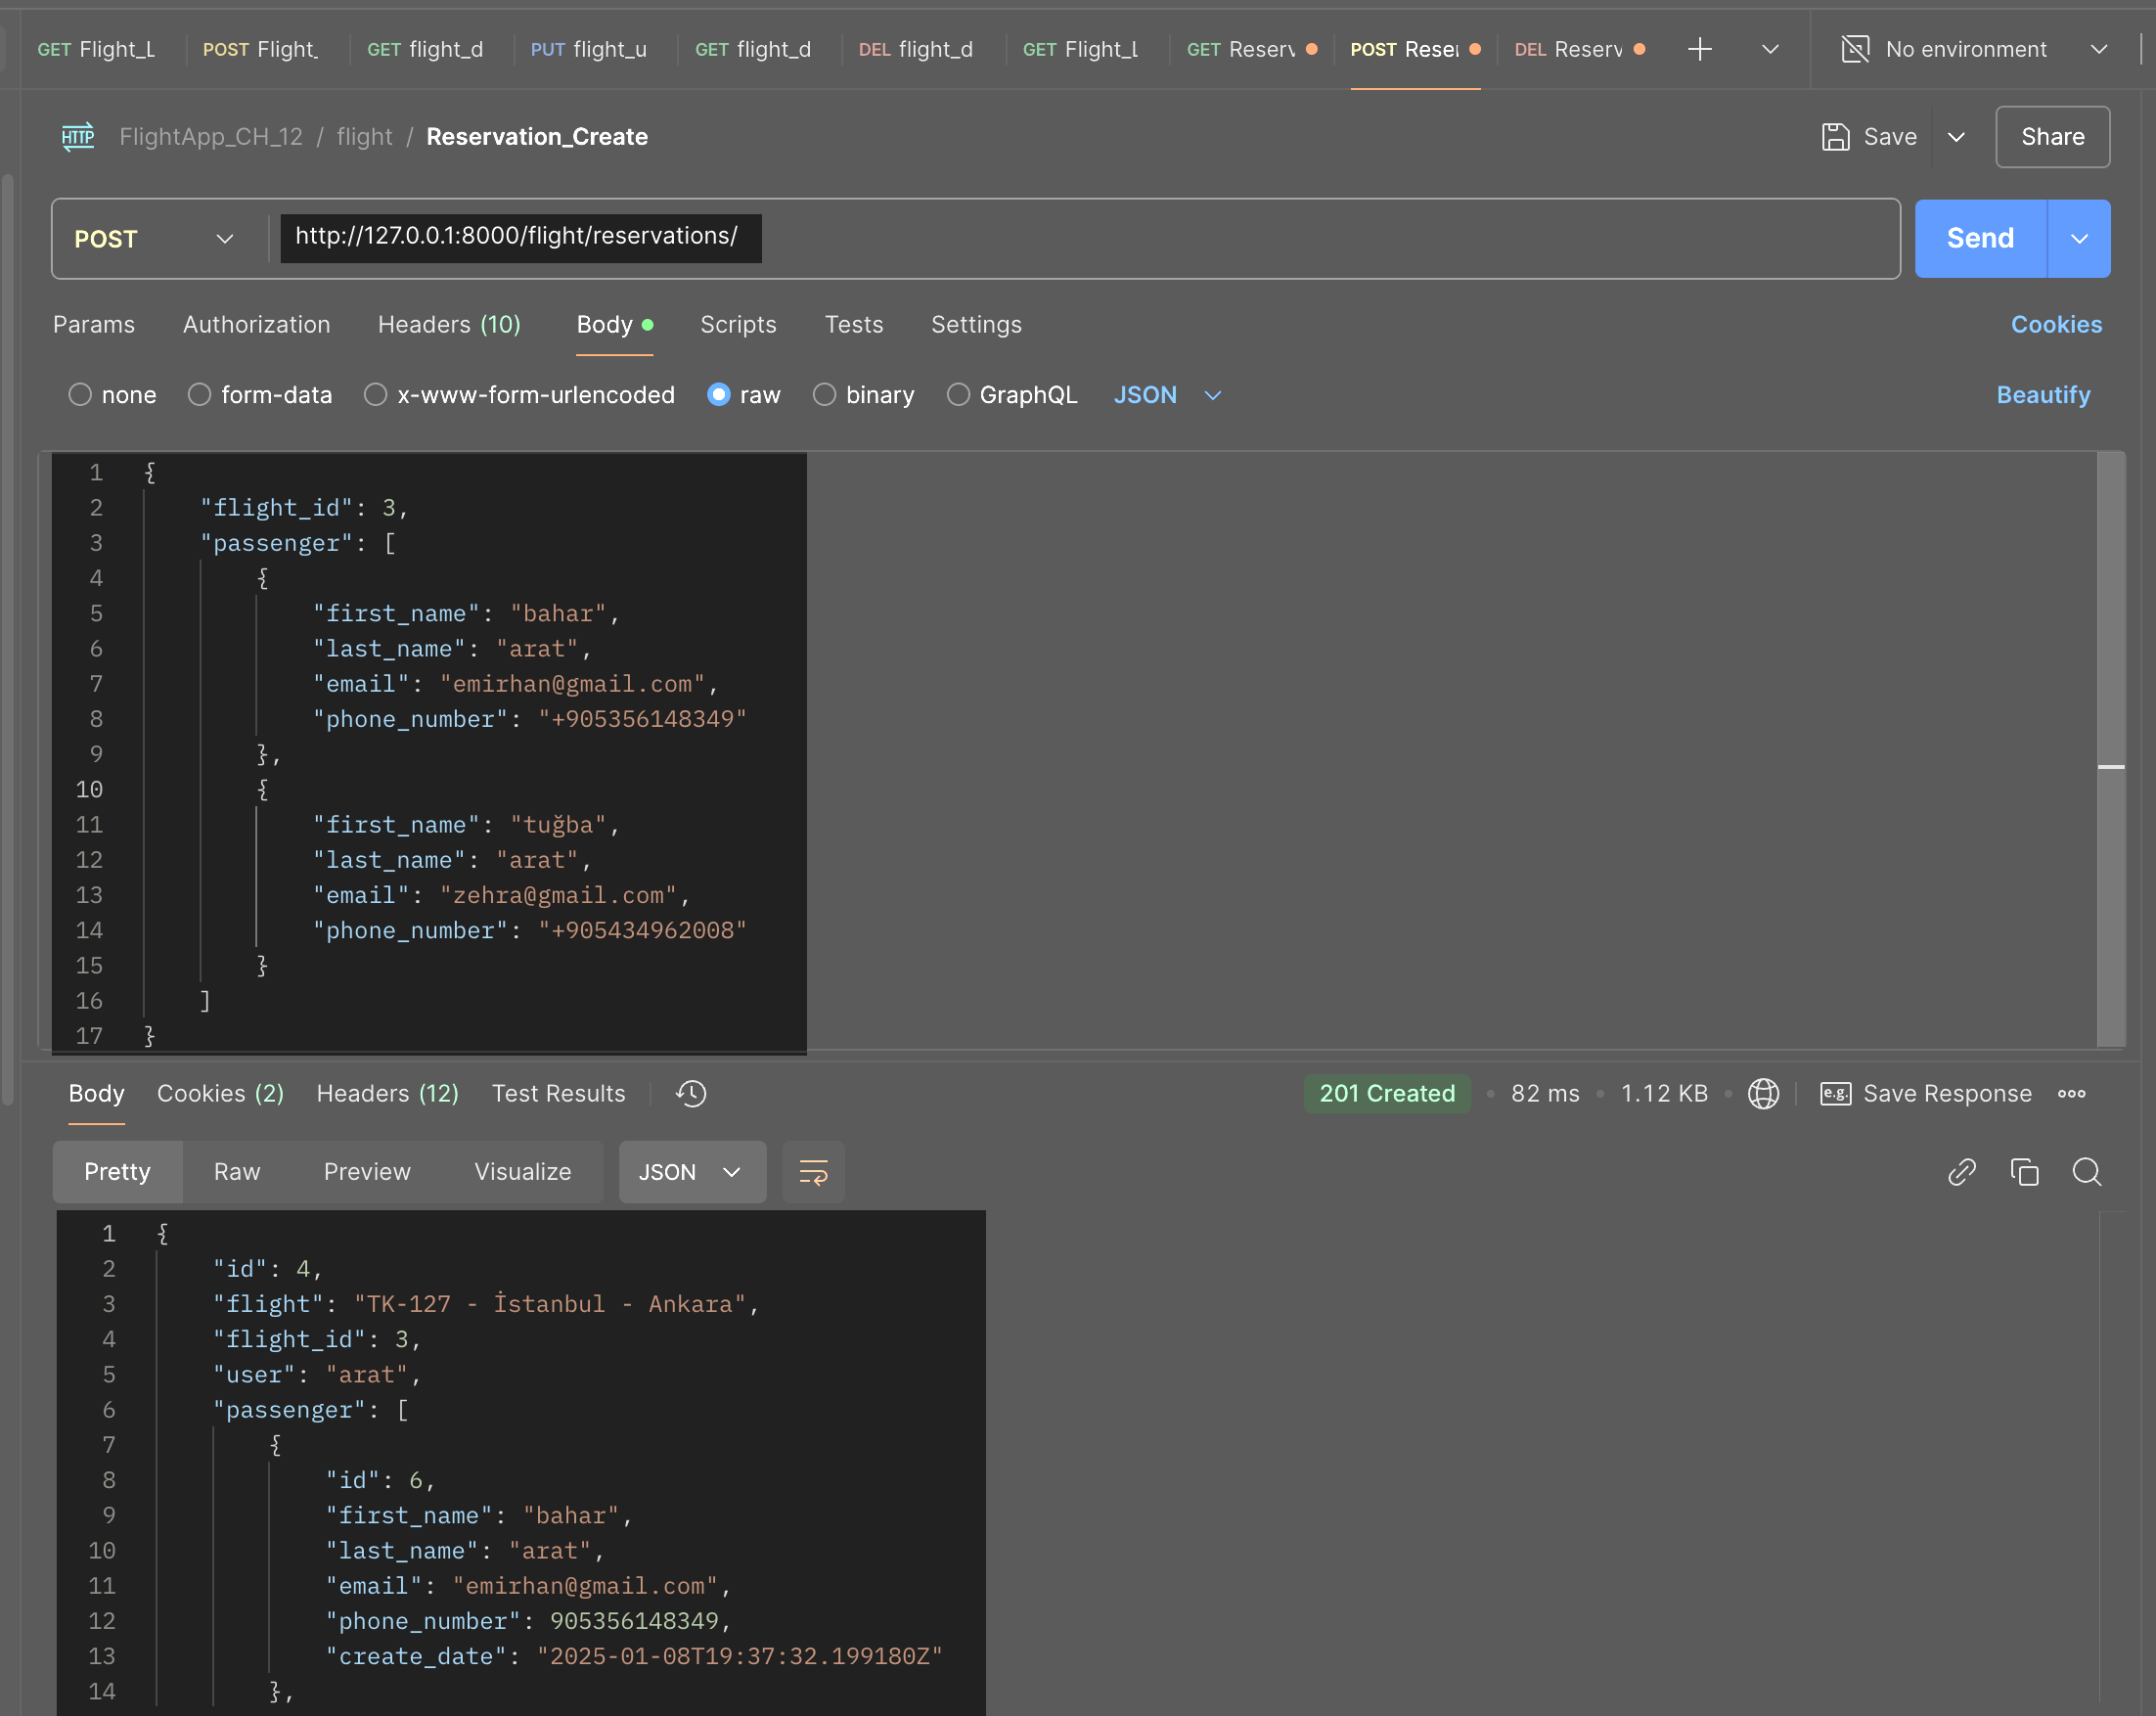 GET Flight_L POST Flight_ GET flight_d PUT flight_u GET flight_d DEL flight_d GET Flight_L GET Reserv POST Reser DEL Reserv No environment
HTTP FlightApp_CH_12 / flight / Reservation_Create Save Share
POST http://127.0.0.1:8000/flight/reservations/ Send
Params Authorization Headers (10) Body Scripts Tests Settings Cookies
none form-data x-www-form-urlencoded raw binary GraphQL JSON Beautify
1 {
2 "flight_id": 3,
3 "passenger": [
4 {
5 "first_name": "bahar",
6 "last_name": "arat",
7 "email": "emirhan@gmail.com",
8 "phone_number": "+905356148349"
9 },
10 {
11 "first_name": "tuğba",
12 "last_name": "arat",
13 "email": "zehra@gmail.com",
14 "phone_number": "+905434962008"
15 }
16 ]
17 }
Body Cookies (2) Headers (12) Test Results 201 Created • 82 ms • 1.12 KB • e.g. Save Response
Pretty Raw Preview Visualize JSON
1 {
2 "id": 4,
3 "flight": "TK-127 - İstanbul - Ankara",
4 "flight_id": 3,
5 "user": "arat",
6 "passenger": [
7 {
8 "id": 6,
9 "first_name": "bahar",
10 "last_name": "arat",
11 "email": "emirhan@gmail.com",
12 "phone_number": 905356148349,
13 "create_date": "2025-01-08T19:37:32.199180Z"
14 },